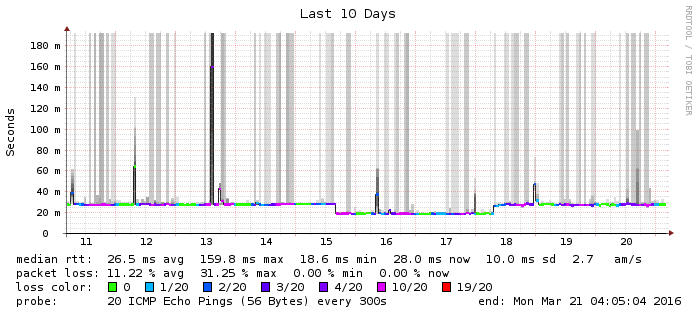 Last 10 Days
RRDTOOL / TOBI OETIKER
Seconds
180 m
160 m
140 m
120 m
100 m
80 m
60 m
40 m
20 m
0
11 12 13 14 15 16 17 18 19 20
median rtt: 26.5 ms avg 159.8 ms max 18.6 ms min 28.0 ms now 10.0 ms sd 2.7 am/s
packet loss: 11.22 % avg 31.25 % max 0.00 % min 0.00 % now
loss color: 0 1/20 2/20 3/20 4/20 10/20 19/20
probe: 20 ICMP Echo Pings (56 Bytes) every 300s end: Mon Mar 21 04:05:04 2016